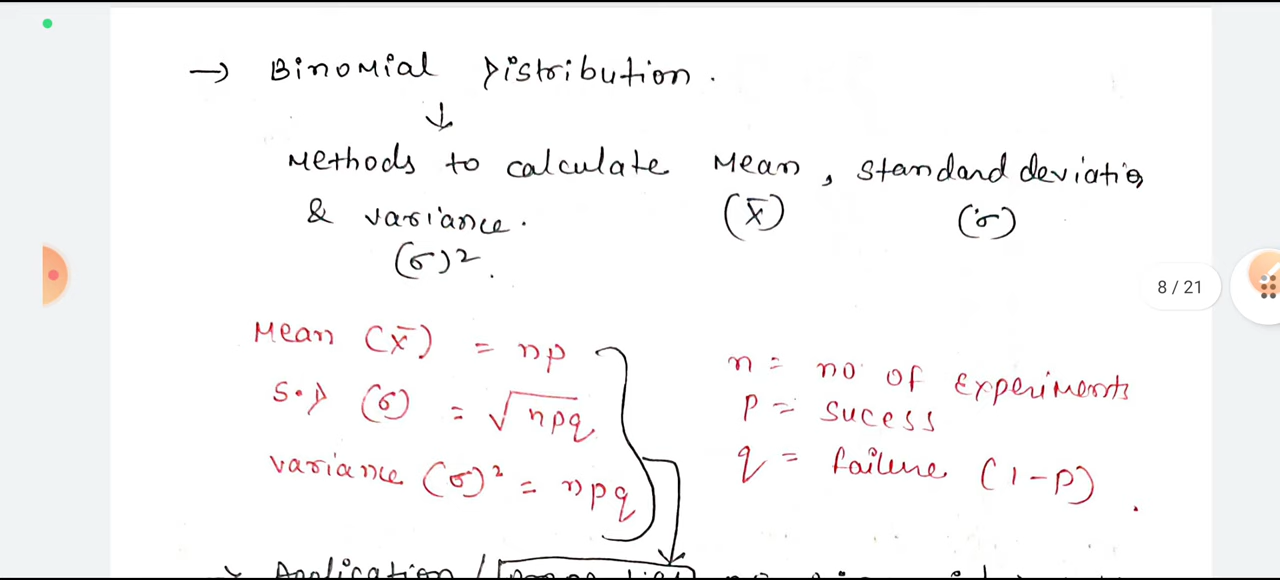 → Binomial Distribution.
↓
Methods to calculate Mean, standard deviatio
& variance. (x̄) (σ)
(σ)².
Mean (x̄) = np
S.D (σ) = √npq
variance (σ)² = npq
n = no. of Experiments
P = Sucess
q = failure (1-P).
8 / 21
Application /